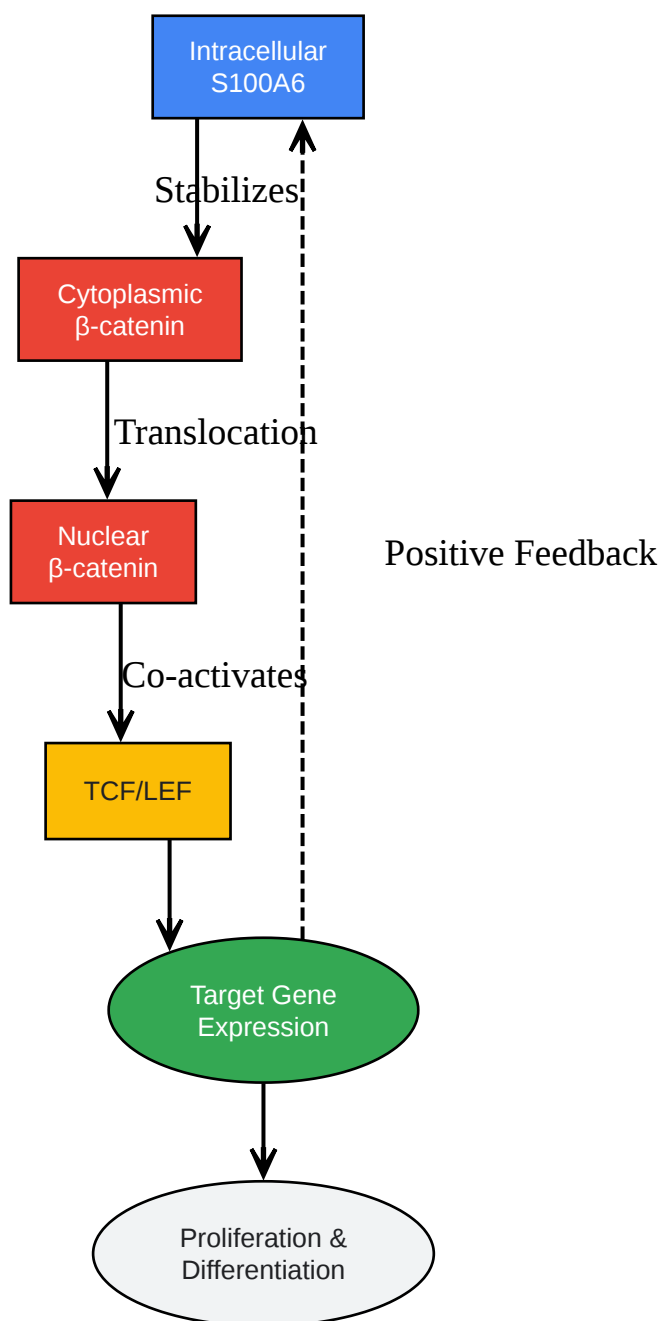 Intracellular
S100A6
Stabilizes
Cytoplasmic
β-catenin
Translocation
Nuclear
β-catenin
Positive Feedback
Co-activates
TCF/LEF
Target Gene
Expression
Proliferation &
Differentiation